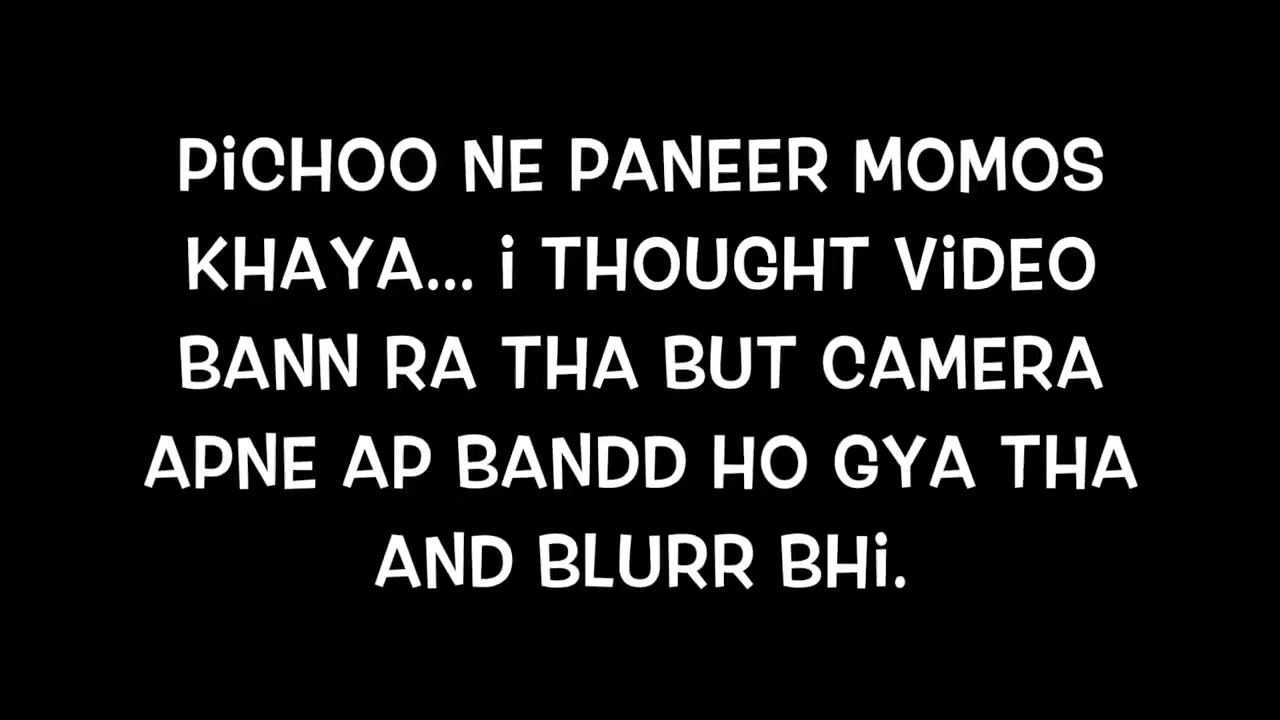 PiCHOO NE PANEER MOMOS
KHAYA... i THOUGHT ViDEO
BANN RA THA BUT CAMERA
APNE AP BANDD HO GYA THA
AND BLURR BHi.